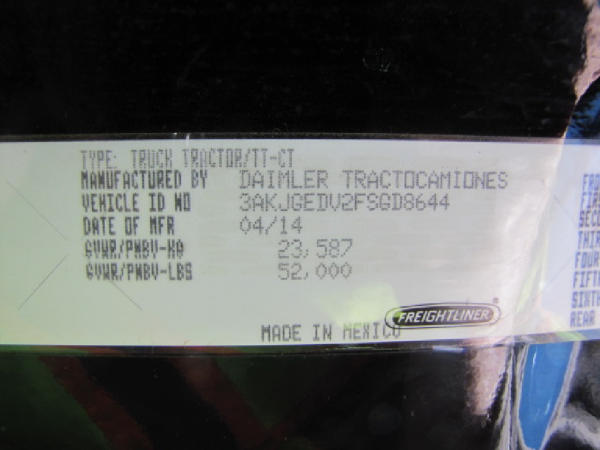 TYPE: TRUCK TRACTOR/TT-CT
MANUFACTURED BY DAIMLER TRACTOCAMIONES
VEHICLE ID NO 3AKJGEDV2FSGD8644
DATE OF MFR 04/14
GVWR/PNBV-KG 23,587
GVWR/PNBV-LBS 52,000
FREIGHTLINER
MADE IN MEXICO